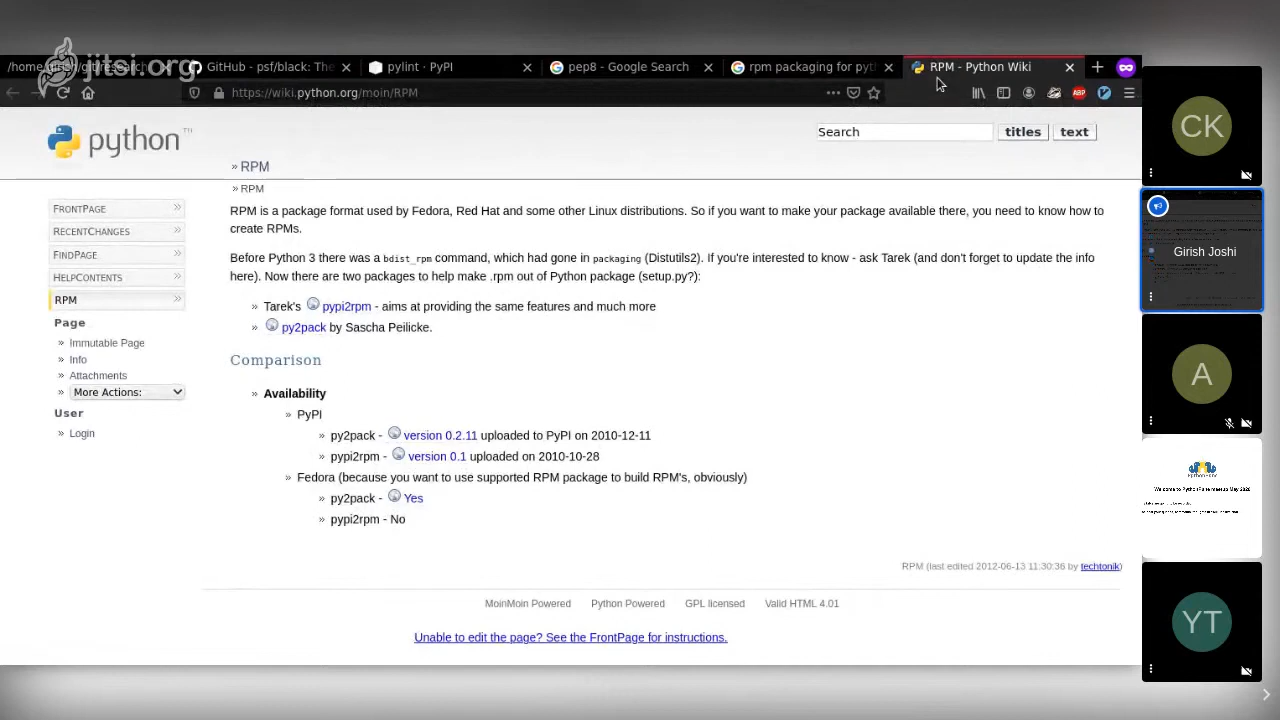 jitsi.org
/home
GitHub - psf/black: The
pylint · PyPI
pep8 - Google Search
rpm packaging for pyt
RPM - Python Wiki
https://wiki.python.org/moin/RPM
ABP
python™
Search
titles
text
» RPM
» RPM
FRONTPAGE
RECENTCHANGES
FINDPAGE
HELPCONTENTS
RPM
Page
» Immutable Page
» Info
» Attachments
» More Actions:
User
» Login
RPM is a package format used by Fedora, Red Hat and some other Linux distributions. So if you want to make your package available there, you need to know how to
create RPMs.
Before Python 3 there was a bdist_rpm command, which had gone in packaging (Distutils2). If you're interested to know - ask Tarek (and don't forget to update the info
here). Now there are two packages to help make .rpm out of Python package (setup.py?):
» Tarek's pypi2rpm - aims at providing the same features and much more
» py2pack by Sascha Peilicke.
Comparison
» Availability
» PyPI
» py2pack - version 0.2.11 uploaded to PyPI on 2010-12-11
» pypi2rpm - version 0.1 uploaded on 2010-10-28
» Fedora (because you want to use supported RPM package to build RPM's, obviously)
» py2pack - Yes
» pypi2rpm - No
RPM (last edited 2012-06-13 11:30:36 by techtonik)
MoinMoin Powered
Python Powered
GPL licensed
Valid HTML 4.01
Unable to edit the page? See the FrontPage for instructions.
CK
Girish Joshi
A
Welcome to PythonPune meetup May 2020
YT